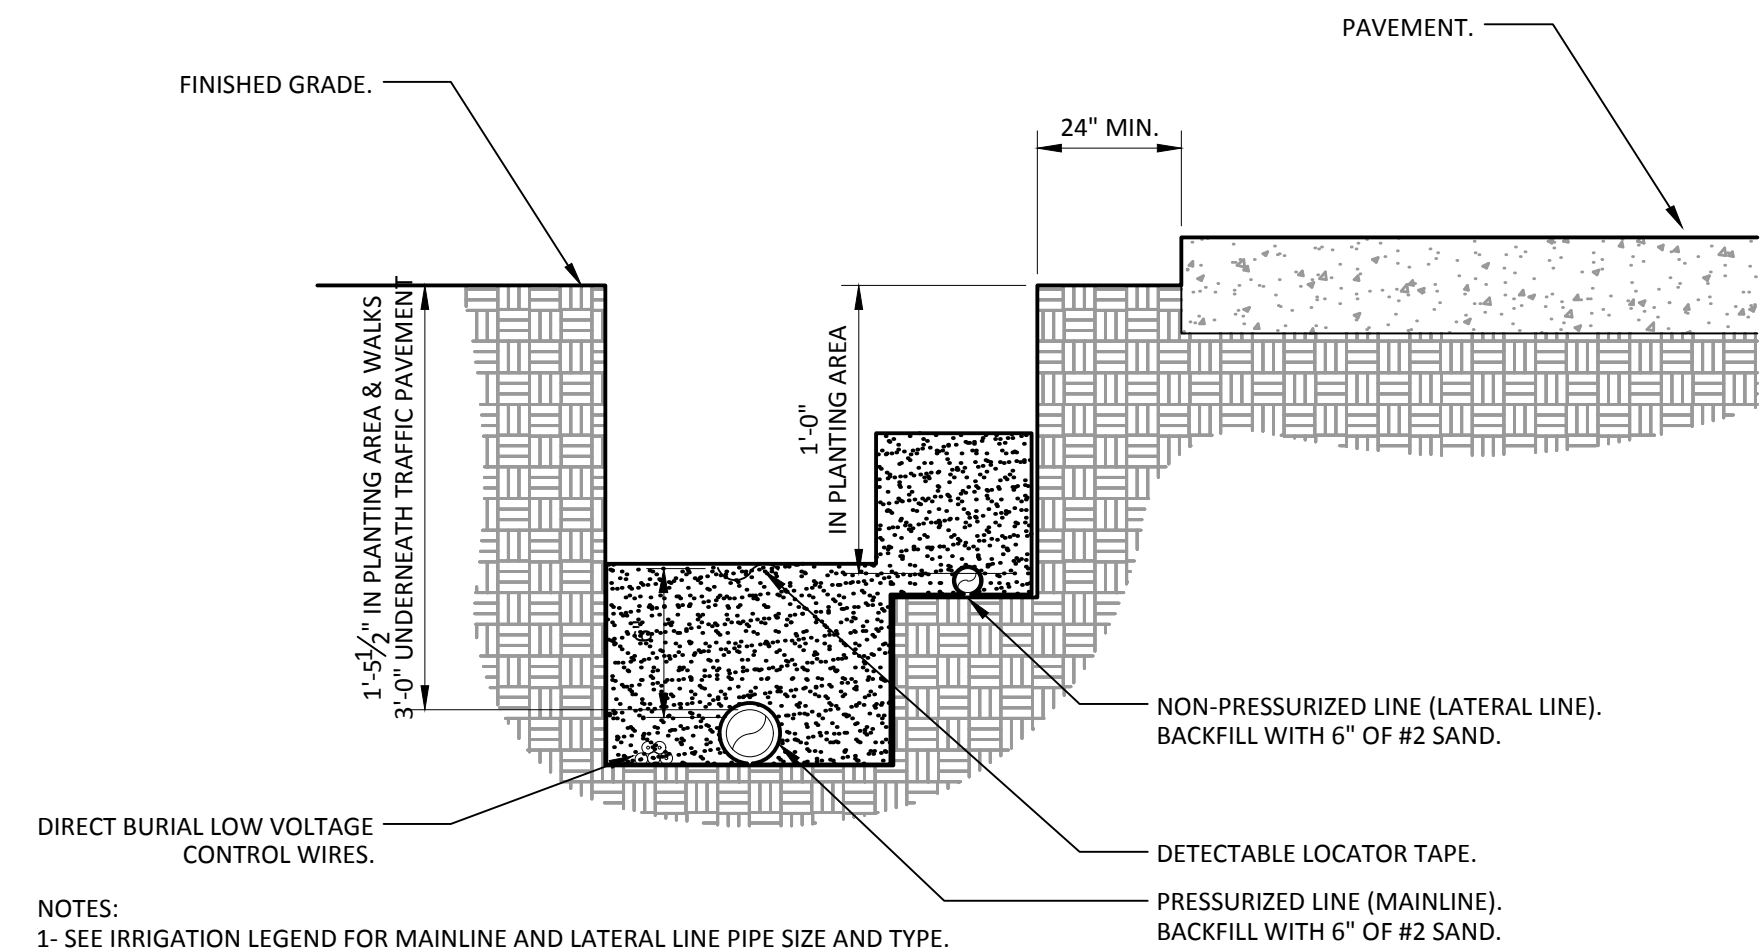 PAVEMENT.
FINISHED GRADE.
24" MIN.
1'-5 1/2" IN PLANTING AREA & WALKS
3'-0" UNDERNEATH TRAFFIC PAVEMENT
1'-0"
IN PLANTING AREA
NON-PRESSURIZED LINE (LATERAL LINE).
BACKFILL WITH 6" OF #2 SAND.
DIRECT BURIAL LOW VOLTAGE
CONTROL WIRES.
DETECTABLE LOCATOR TAPE.
PRESSURIZED LINE (MAINLINE).
BACKFILL WITH 6" OF #2 SAND.
NOTES:
1- SEE IRRIGATION LEGEND FOR MAINLINE AND LATERAL LINE PIPE SIZE AND TYPE.